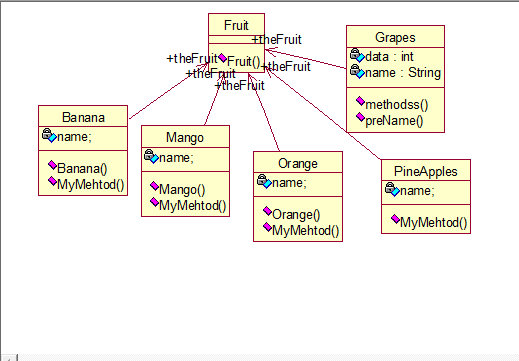 Fruit
Fruit()
Grapes
data : int
name : String
methodss()
preName()
+theFruit
+theFruit
+theFruit
+theFruit
+theFruit
Banana
name;
Banana()
MyMehtod()
Mango
name;
Mango()
MyMehtod()
Orange
name;
Orange()
MyMehtod()
PineApples
name;
MyMehtod()